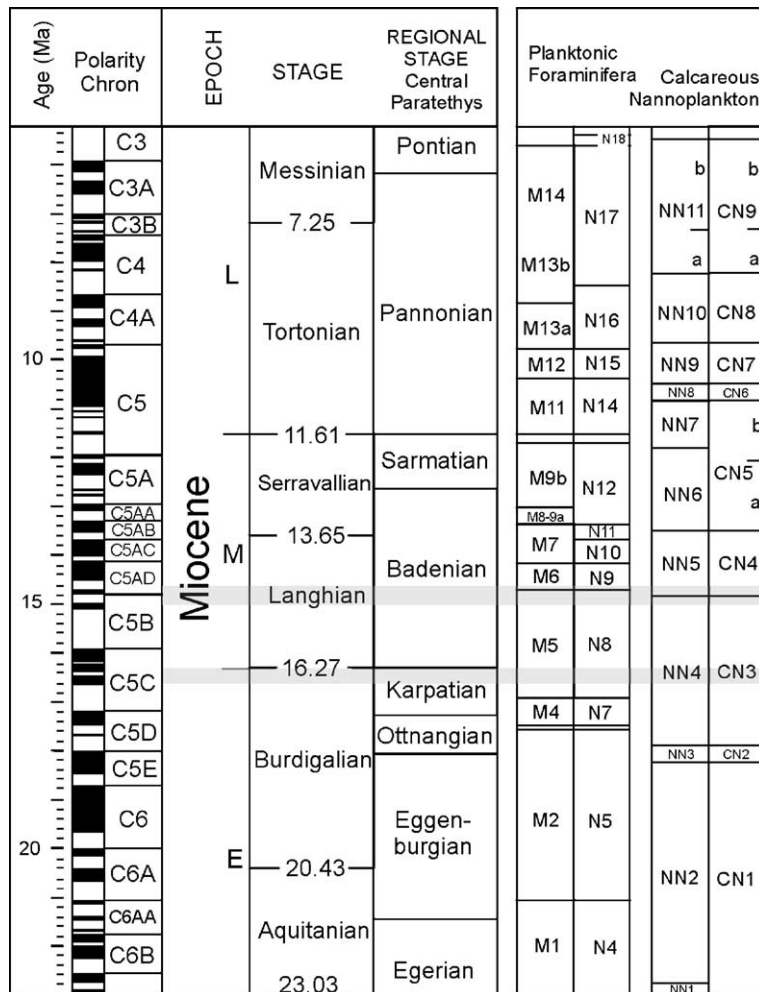 Age (Ma)
Polarity
Chron
EPOCH
STAGE
REGIONAL
STAGE
Central
Paratethys
Planktonic
Foraminifera
Calcareous
Nannoplankton
10
15
20
C3
C3A
C3B
C4
C4A
C5
C5A
C5AA
C5AB
C5AC
C5AD
C5B
C5C
C5D
C5E
C6
C6A
C6AA
C6B
Miocene
L
M
E
Messinian
7.25
Tortonian
11.61
Serravallian
13.65
Langhian
16.27
Burdigalian
20.43
Aquitanian
23.03
Pontian
Pannonian
Sarmatian
Badenian
Karpatian
Ottnangian
Eggen-
burgian
Egerian
M14
M13b
M13a
M12
M11
M9b
M8-9a
M7
M6
M5
M4
M2
M1
N18
N17
N16
N15
N14
N12
N11
N10
N9
N8
N7
N5
N4
b
NN11
a
NN10
NN9
NN8
NN7
NN6
NN5
NN4
NN3
NN2
NN1
b
CN9
a
CN8
CN7
CN6
b
CN5
a
CN4
CN3
CN2
CN1